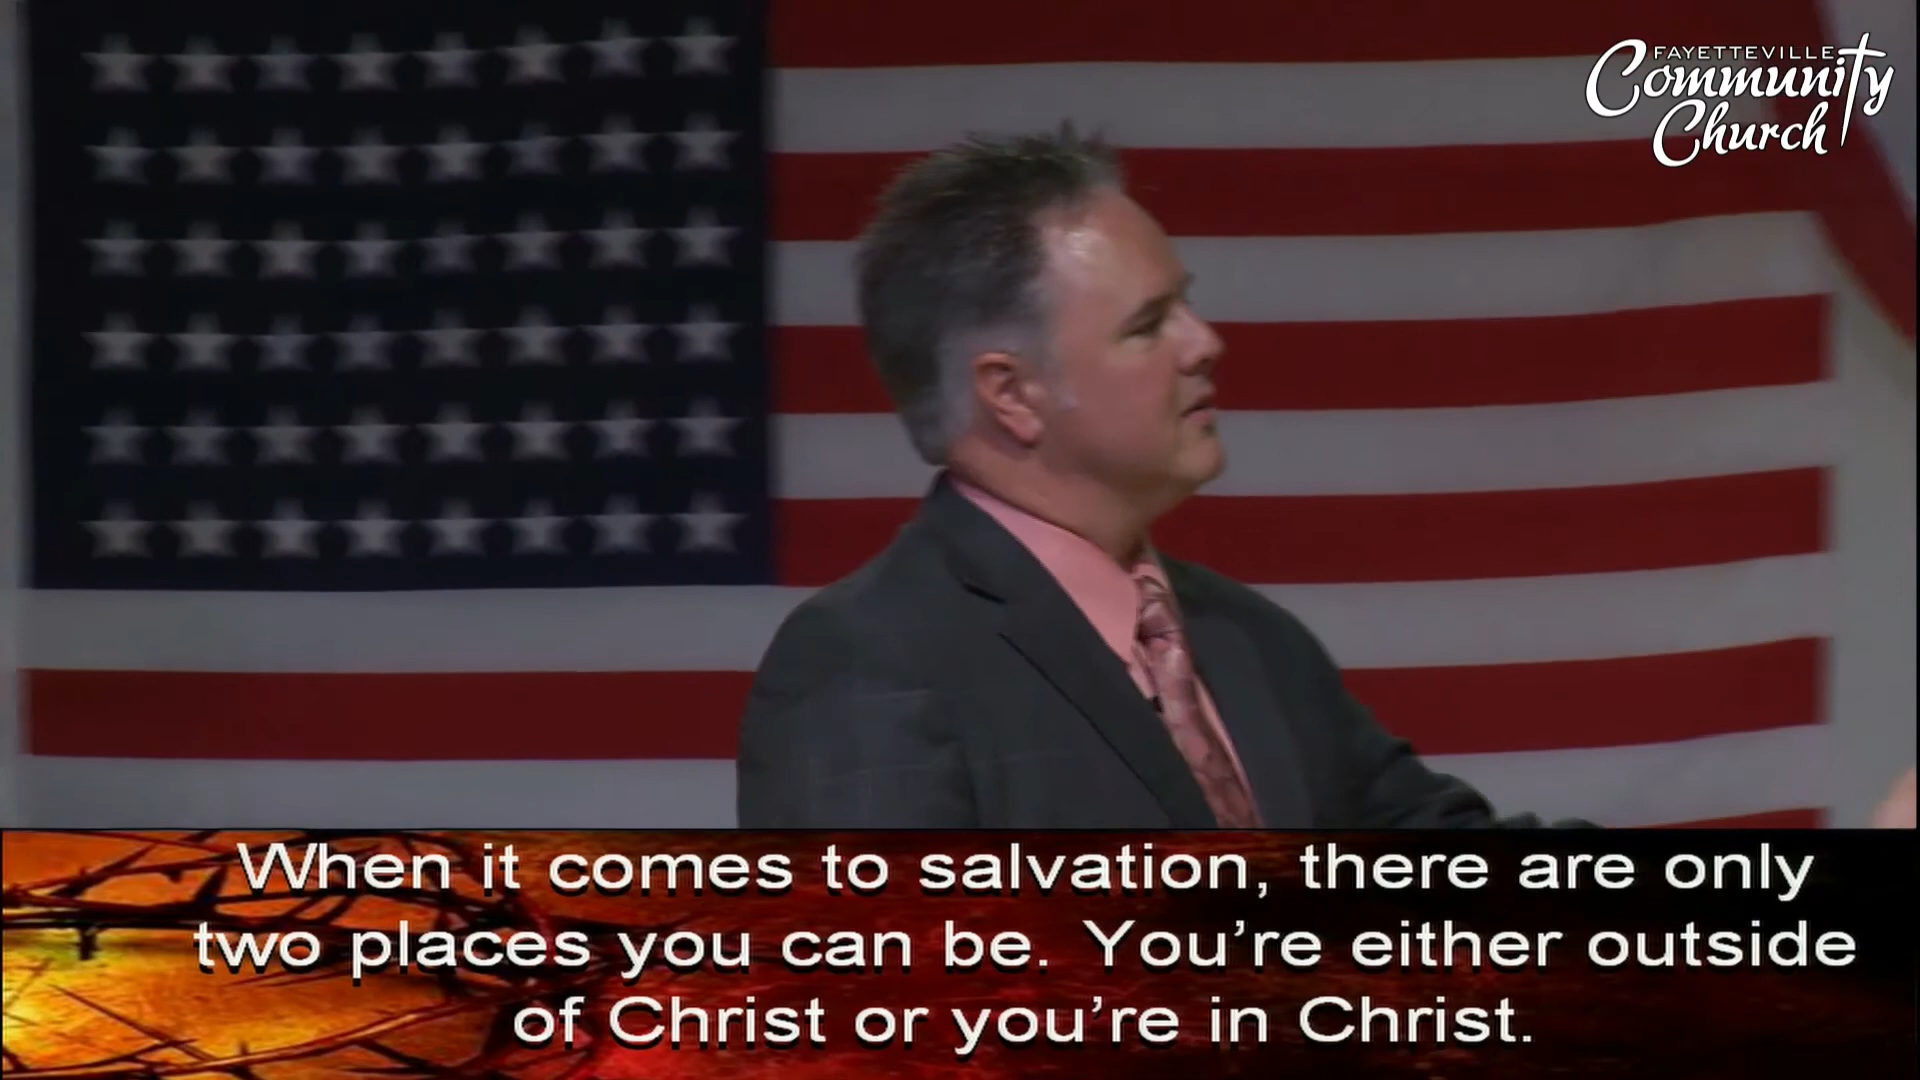 FAYETTEVILLE
Community
Church
When it comes to salvation, there are only
two places you can be. You're either outside
of Christ or you're in Christ.